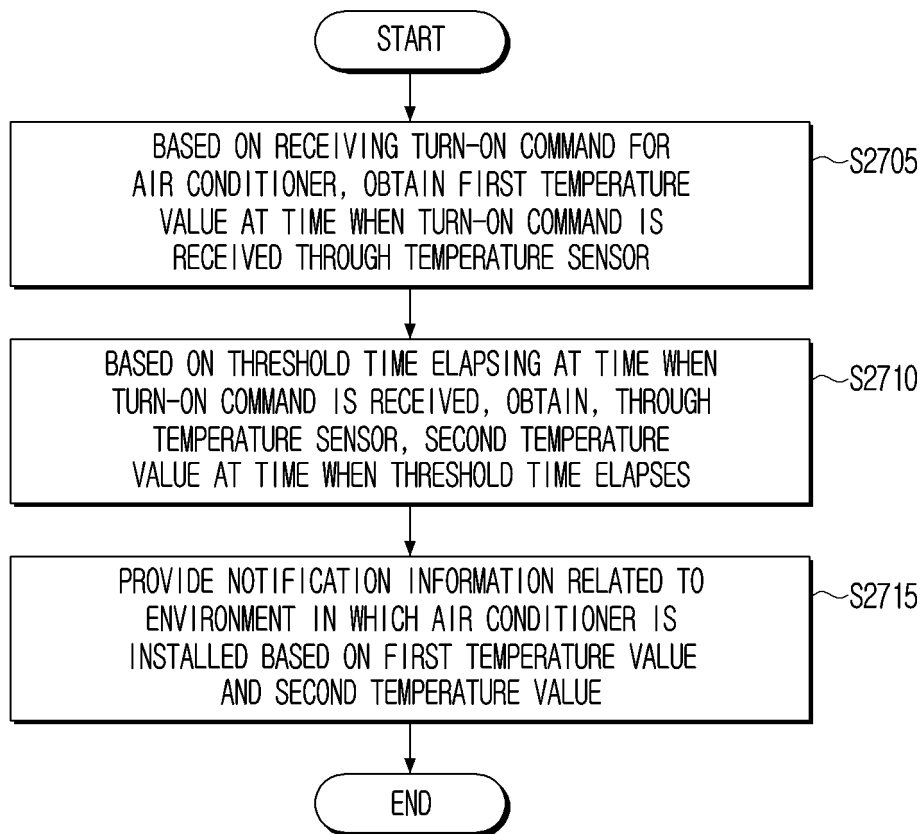 START
BASED ON RECEIVING TURN-ON COMMAND FOR
AIR CONDITIONER, OBTAIN FIRST TEMPERATURE
VALUE AT TIME WHEN TURN-ON COMMAND IS
RECEIVED THROUGH TEMPERATURE SENSOR
S2705
BASED ON THRESHOLD TIME ELAPSING AT TIME WHEN
TURN-ON COMMAND IS RECEIVED, OBTAIN, THROUGH
TEMPERATURE SENSOR, SECOND TEMPERATURE
VALUE AT TIME WHEN THRESHOLD TIME ELAPSES
S2710
PROVIDE NOTIFICATION INFORMATION RELATED TO
ENVIRONMENT IN WHICH AIR CONDITIONER IS
INSTALLED BASED ON FIRST TEMPERATURE VALUE
AND SECOND TEMPERATURE VALUE
S2715
END